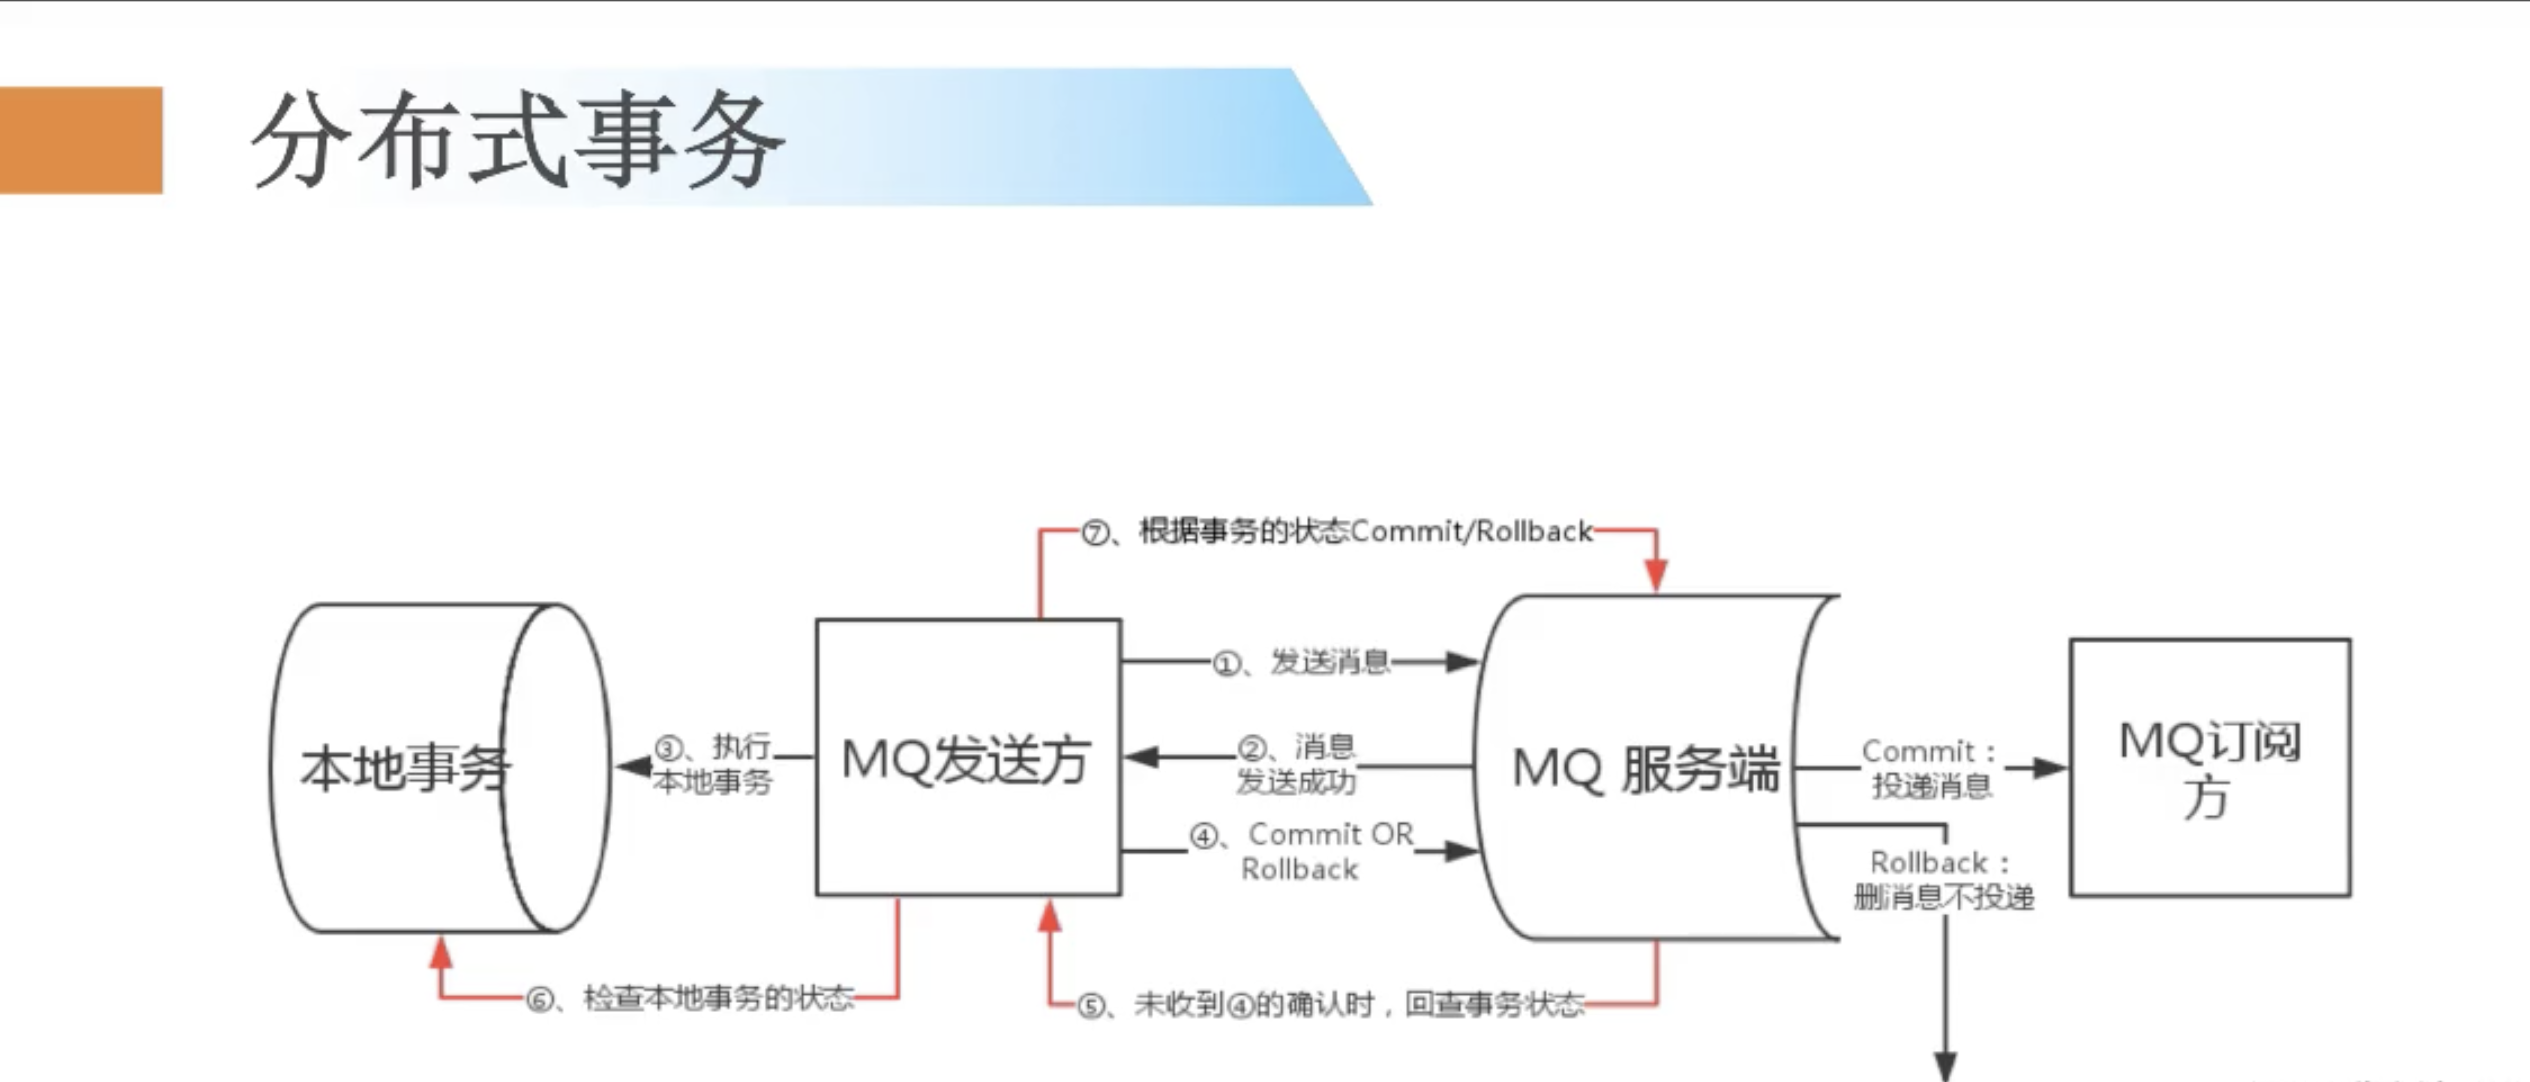 分布式事务
⑦、根据事务的状态Commit/Rollback
①、发送消息
本地事务
③、执行
本地事务
MQ发送方
②、消息
发送成功
MQ 服务端
Commit：
投递消息
MQ订阅
方
④、Commit OR
Rollback
Rollback：
删消息不投递
⑥、检查本地事务的状态
⑤、未收到④的确认时，回查事务状态